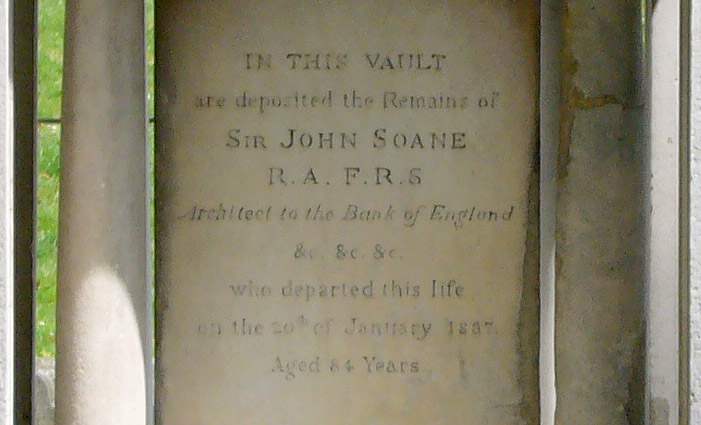 IN THIS VAULT
are deposited the Remains of
SIR JOHN SOANE
R.A. F.R.S
Architect to the Bank of England
&c. &c. &c.
who departed this life
on the 20th of January 1837.
Aged 84 Years